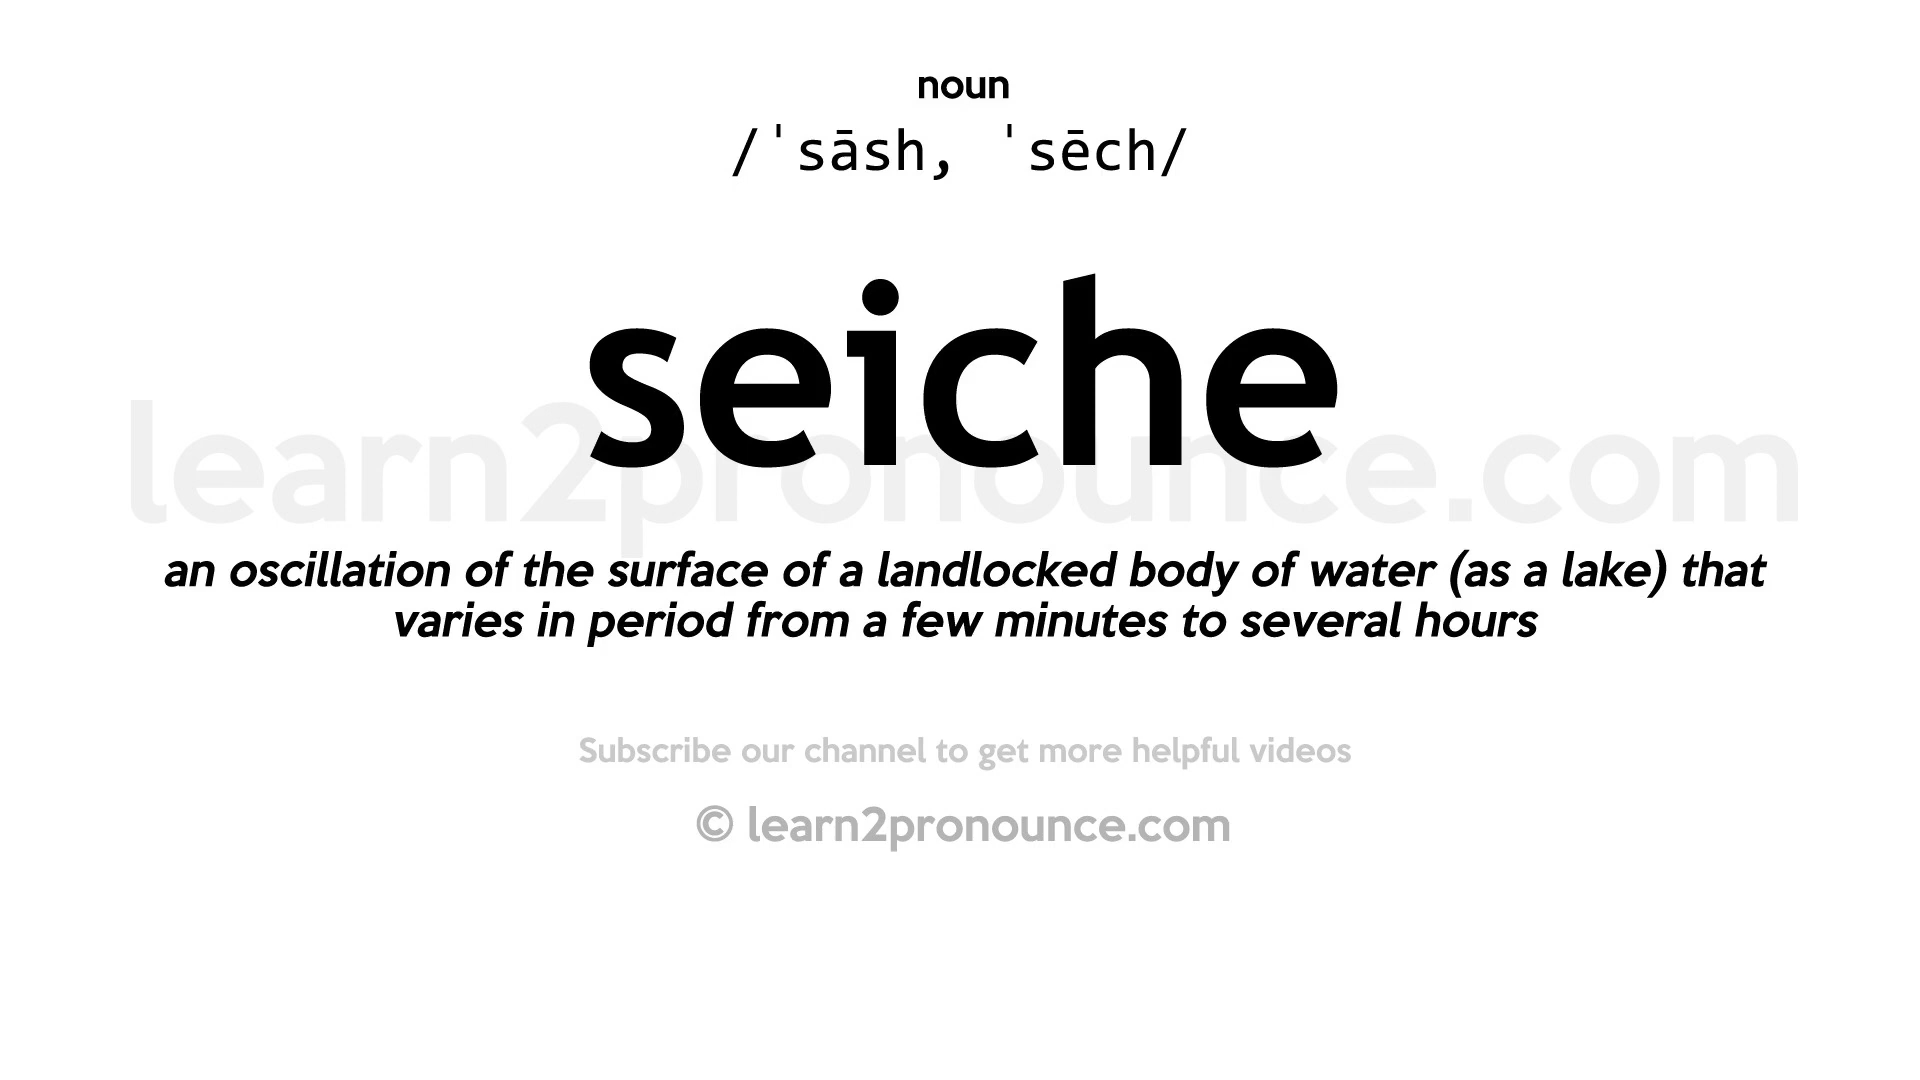 noun
/ˈsāsh, ˈsēch/
seiche
learn2pronounce.com
an oscillation of the surface of a landlocked body of water (as a lake) that
varies in period from a few minutes to several hours
Subscribe our channel to get more helpful videos
© learn2pronounce.com